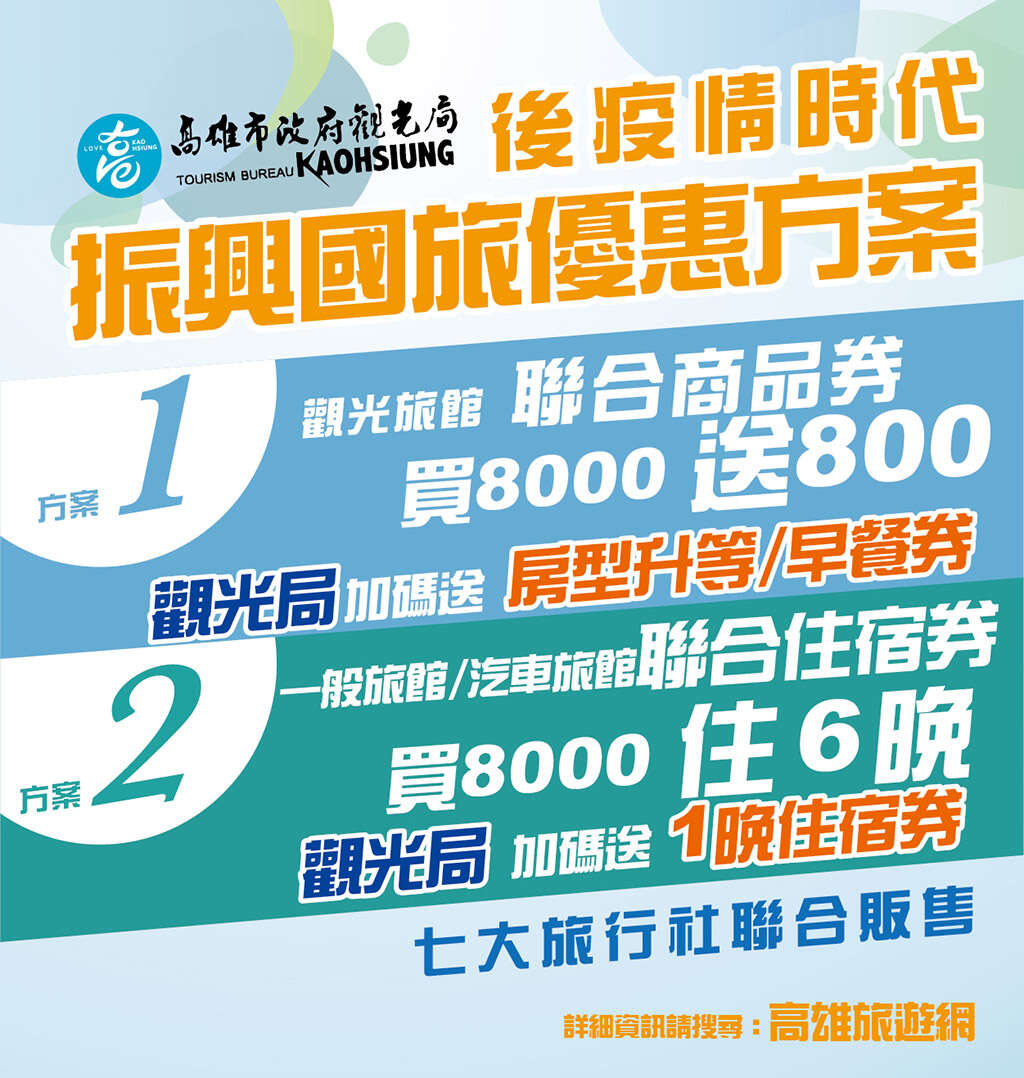 LOVE KAOHSIUNG
高雄市政府觀光局
TOURISM BUREAU KAOHSIUNG
後疫情時代
振興國旅優惠方案
方案1
觀光旅館 聯合商品券
買8000 送800
觀光局加碼送 房型升等/早餐券
方案2
一般旅館/汽車旅館聯合住宿券
買8000 住6晚
觀光局 加碼送 1晚住宿券
七大旅行社聯合販售
詳細資訊請搜尋：高雄旅遊網